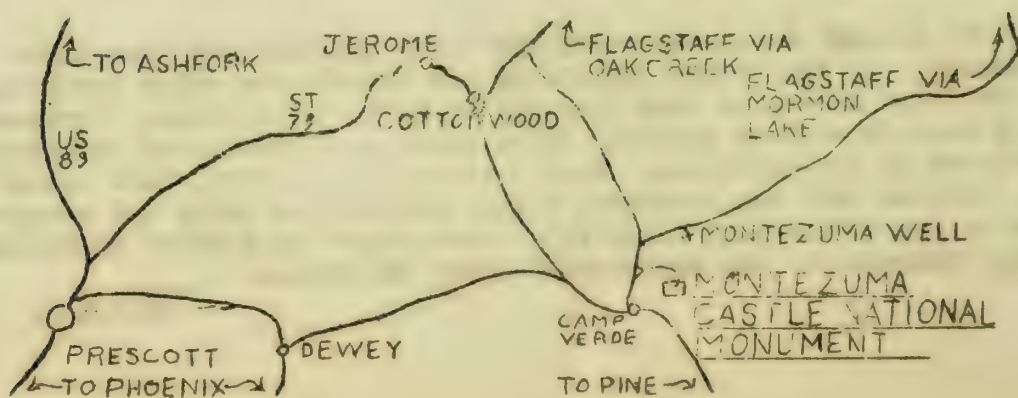 JEROME
FLAGSTAFF VIA
OAK CREEK
TO ASHFORK
FLAGSTAFF VIA
MORMON
LAKE
ST
79
COTTONWOOD
US
89
MONTEZUMA WELL
MONTEZUMA
CASTLE NATIONAL
MONUMENT
CAMP
VERDE
PRESCOTT
DEWEY
TO PHOENIX
TO PINE